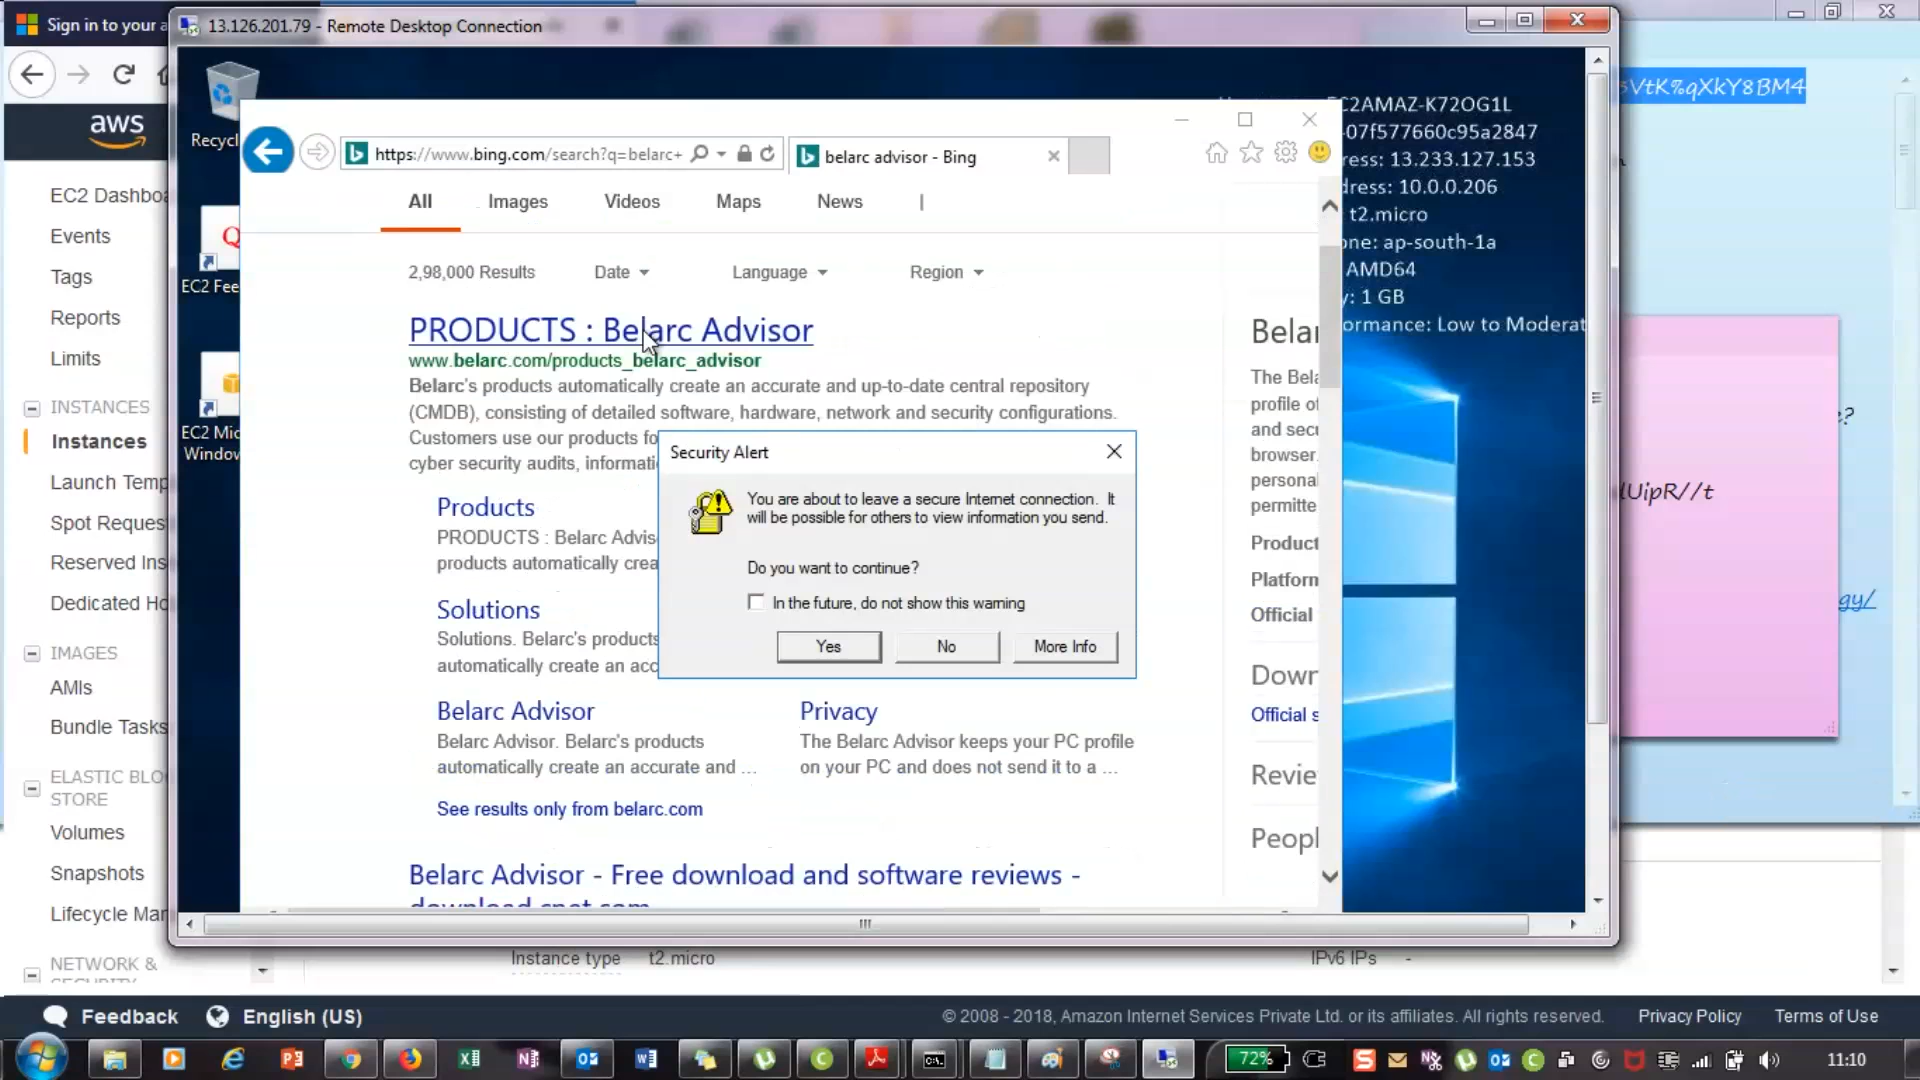 Sign in to your a
13.126.201.79 - Remote Desktop Connection
VtK%qXkY8BM4
aws
Recycl
https://www.bing.com/search?q=belarc+
belarc advisor - Bing
EC2AMAZ-K72OG1L
-07f577660c95a2847
ress: 13.233.127.153
dress: 10.0.0.206
t2.micro
one: ap-south-1a
AMD64
y: 1 GB
ormance: Low to Moderat
EC2 Dashboa
Events
Tags
Reports
Limits
INSTANCES
Instances
Launch Temp
Spot Reques
Reserved Ins
Dedicated Ho
IMAGES
AMIs
Bundle Tasks
ELASTIC BLO
STORE
Volumes
Snapshots
Lifecycle Man
NETWORK &
EC2 Fee
EC2 Mic
Window
All Images Videos Maps News |
2,98,000 Results Date Language Region
PRODUCTS : Belarc Advisor
www.belarc.com/products_belarc_advisor
Belarc's products automatically create an accurate and up-to-date central repository
(CMDB), consisting of detailed software, hardware, network and security configurations.
Customers use our products fo
cyber security audits, informati
Products
PRODUCTS : Belarc Advis
products automatically crea
Solutions
Solutions. Belarc's products
automatically create an acc
Belarc Advisor
Belarc Advisor. Belarc's products
automatically create an accurate and ...
Privacy
The Belarc Advisor keeps your PC profile
on your PC and does not send it to a ...
See results only from belarc.com
Belarc Advisor - Free download and software reviews -
download.cnet.com
Belar
The Bela
profile of
and secu
browser.
personal
permitte
Product
Platforn
Official
Down
Official s
Revie
Peopl
Security Alert
You are about to leave a secure Internet connection. It
will be possible for others to view information you send.
Do you want to continue?
In the future, do not show this warning
Yes No More Info
e?
UipR//t
gy/
Instance type t2.micro
IPv6 IPs -
Feedback English (US)
© 2008 - 2018, Amazon Internet Services Private Ltd. or its affiliates. All rights reserved. Privacy Policy Terms of Use
72%
11:10